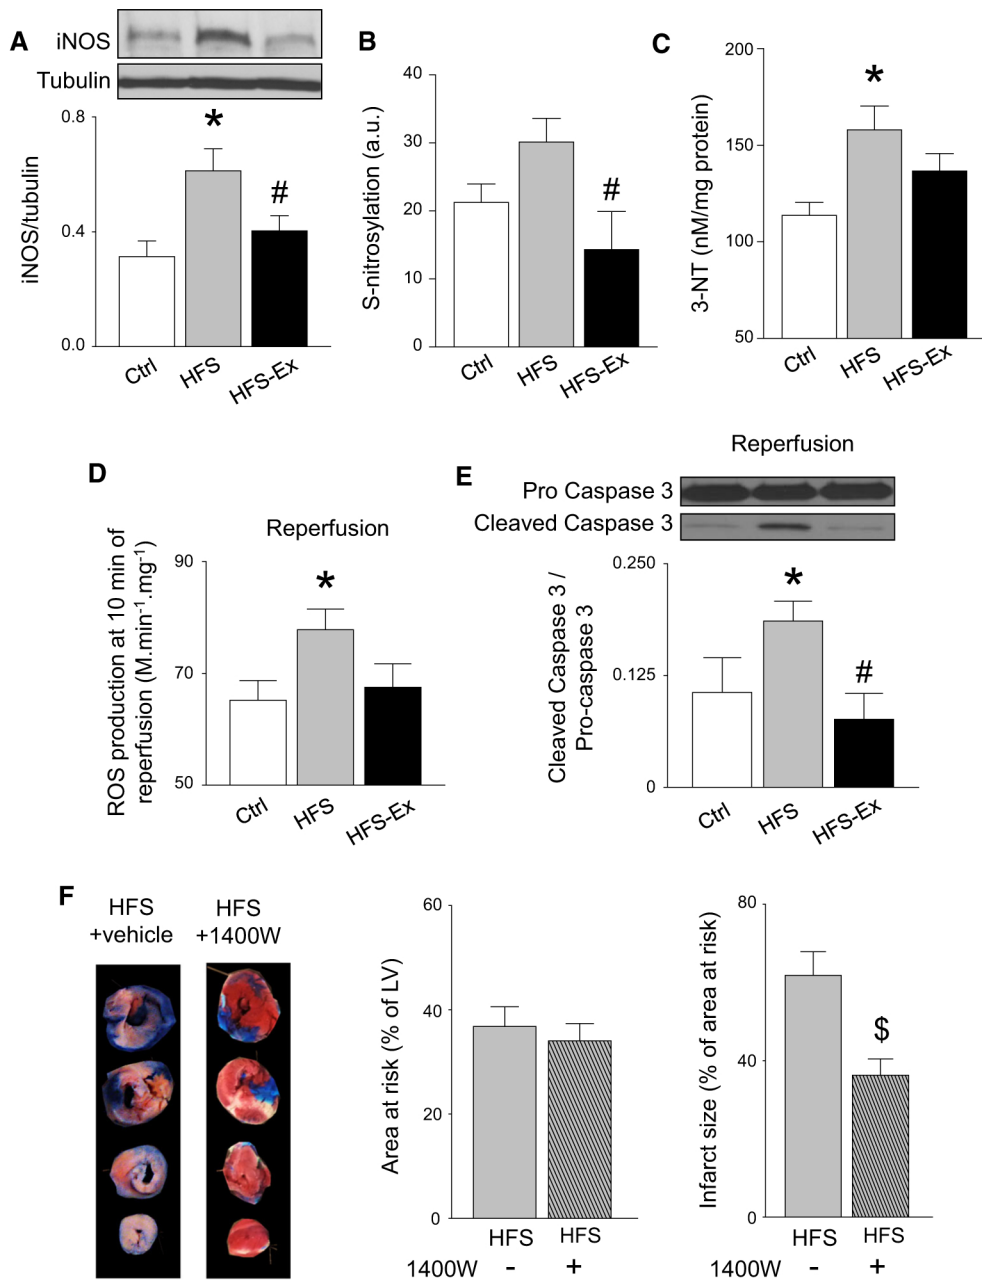 A
iNOS
Tubulin
*
#
0.8
0.4
0.0
iNOS/tubulin
Ctrl
HFS
HFS-Ex
B
40
30
20
10
0
S-nitrosylation (a.u.)
#
Ctrl
HFS
HFS-Ex
C
200
150
100
50
3-NT (nM/mg protein)
*
Ctrl
HFS
HFS-Ex
D
Reperfusion
ROS production at 10 min of
reperfusion (M.min⁻¹.mg⁻¹)
90
70
50
*
Ctrl
HFS
HFS-Ex
E
Reperfusion
Pro Caspase 3
Cleaved Caspase 3
Cleaved Caspase 3 /
Pro-caspase 3
0.250
0.125
0
*
#
Ctrl
HFS
HFS-Ex
F
HFS
+vehicle
HFS
+1400W
Area at risk (% of LV)
60
40
20
0
HFS
HFS
1400W - +
Infarct size (% of area at risk)
80
40
0
$
HFS
HFS
1400W - +